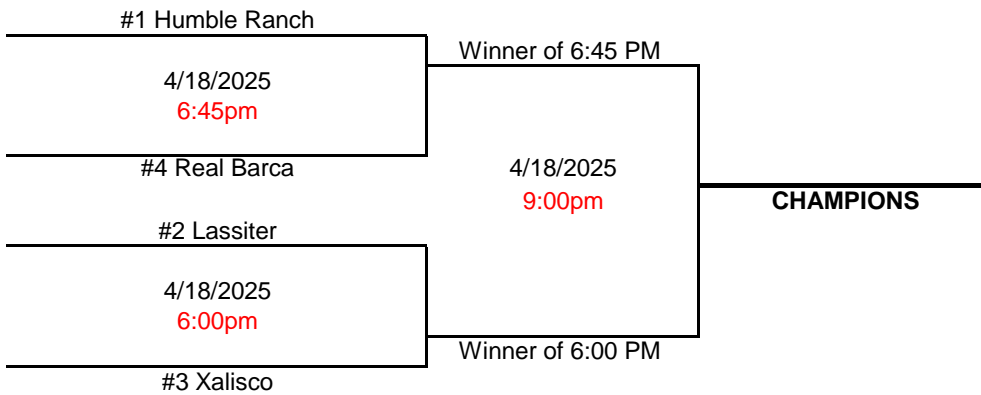 #1 Humble Ranch
Winner of 6:45 PM
4/18/2025
6:45pm
#4 Real Barca
4/18/2025
9:00pm
CHAMPIONS
#2 Lassiter
4/18/2025
6:00pm
Winner of 6:00 PM
#3 Xalisco